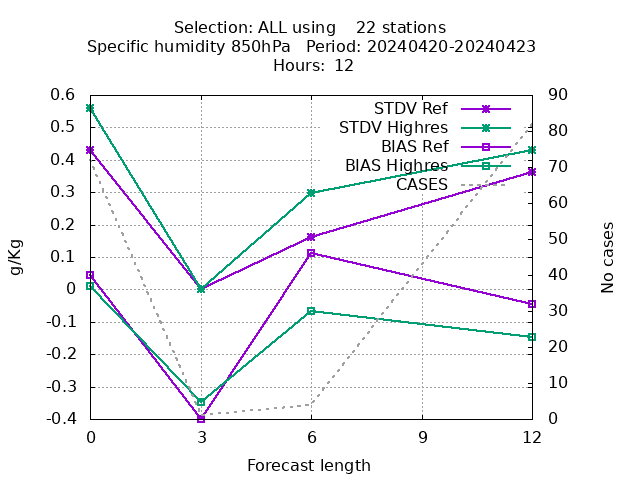 Selection: ALL using    22 stations
Specific humidity 850hPa   Period: 20240420-20240423
Hours: 12
0.6
0.5
0.4
0.3
0.2
0.1
0
-0.1
-0.2
-0.3
-0.4
g/Kg
STDV Ref
STDV Highres
BIAS Ref
BIAS Highres
CASES
90
80
70
60
50
40
30
20
10
0
No cases
0 3 6 9 12
Forecast length